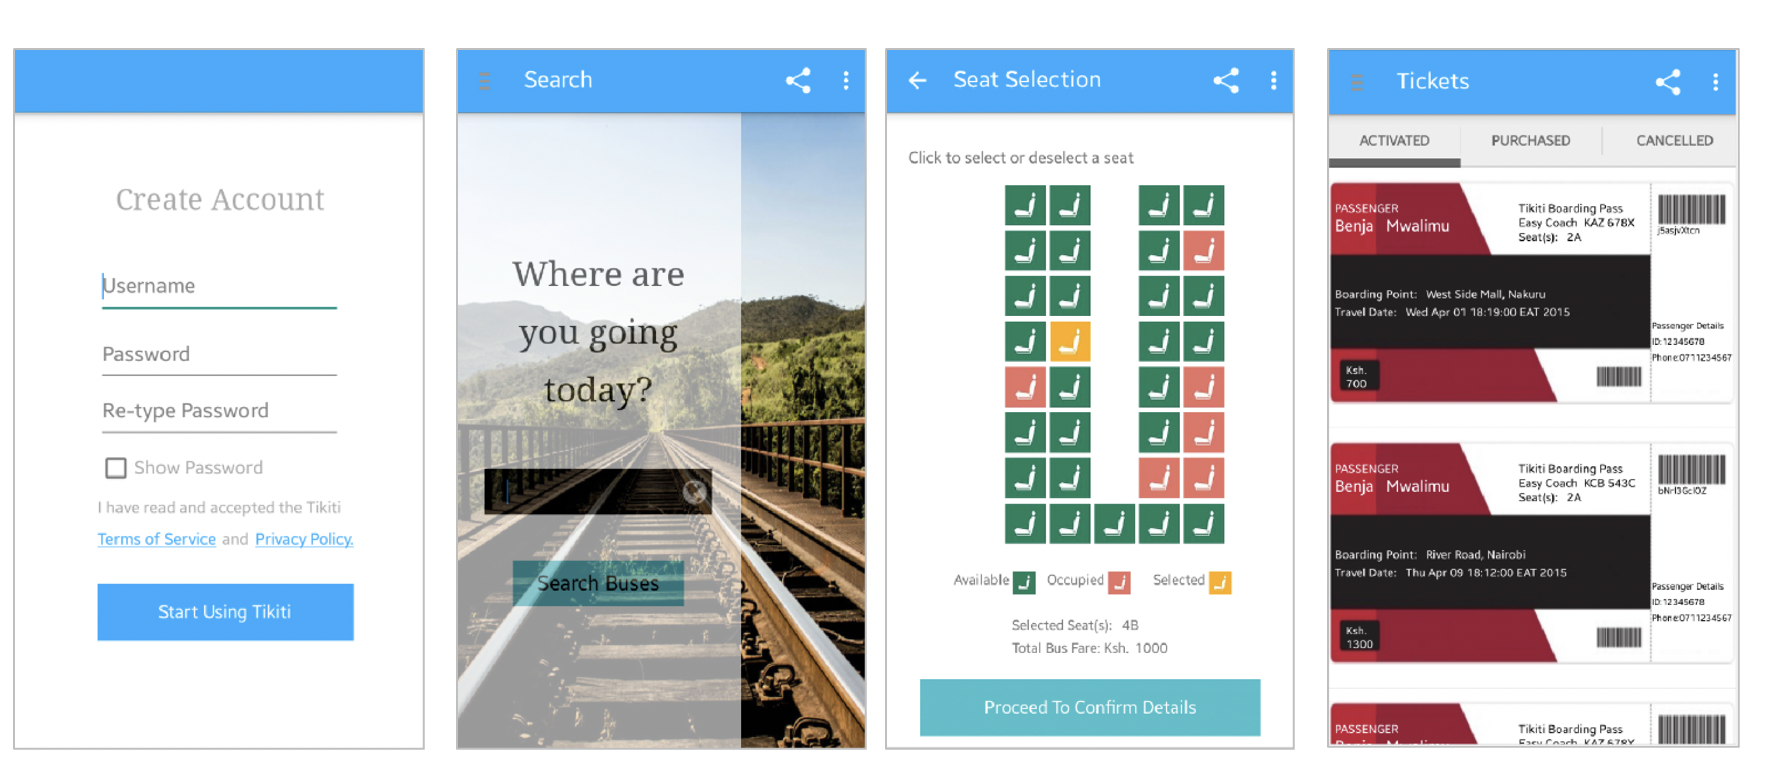 Create Account
Username
Password
Re-type Password
Show Password
I have read and accepted the Tikiti
Terms of Service and Privacy Policy.
Start Using Tikiti
Search
Where are
you going
today?
Search Buses
Seat Selection
Click to select or deselect a seat
Available Occupied Selected
Selected Seat(s): 4B
Total Bus Fare: Ksh. 1000
Proceed To Confirm Details
Tickets
ACTIVATED PURCHASED CANCELLED
PASSENGER
Benja Mwalimu
Tikiti Boarding Pass
Easy Coach KAZ 678X
Seat(s): 2A
j5asjvXtcn
Boarding Point: West Side Mall, Nakuru
Travel Date: Wed Apr 01 18:19:00 EAT 2015
Passenger Details
ID:12345678
Phone:0711234567
Ksh.
700
PASSENGER
Benja Mwalimu
Tikiti Boarding Pass
Easy Coach KCB 543C
Seat(s): 2A
Boarding Point: River Road, Nairobi
Travel Date: Thu Apr 09 18:12:00 EAT 2015
Passenger Details
ID:12345678
Phone:0711234567
Ksh.
1300
PASSENGER
Benja Mwalimu
Tikiti Boarding Pass
Easy Coach KAZ 678X